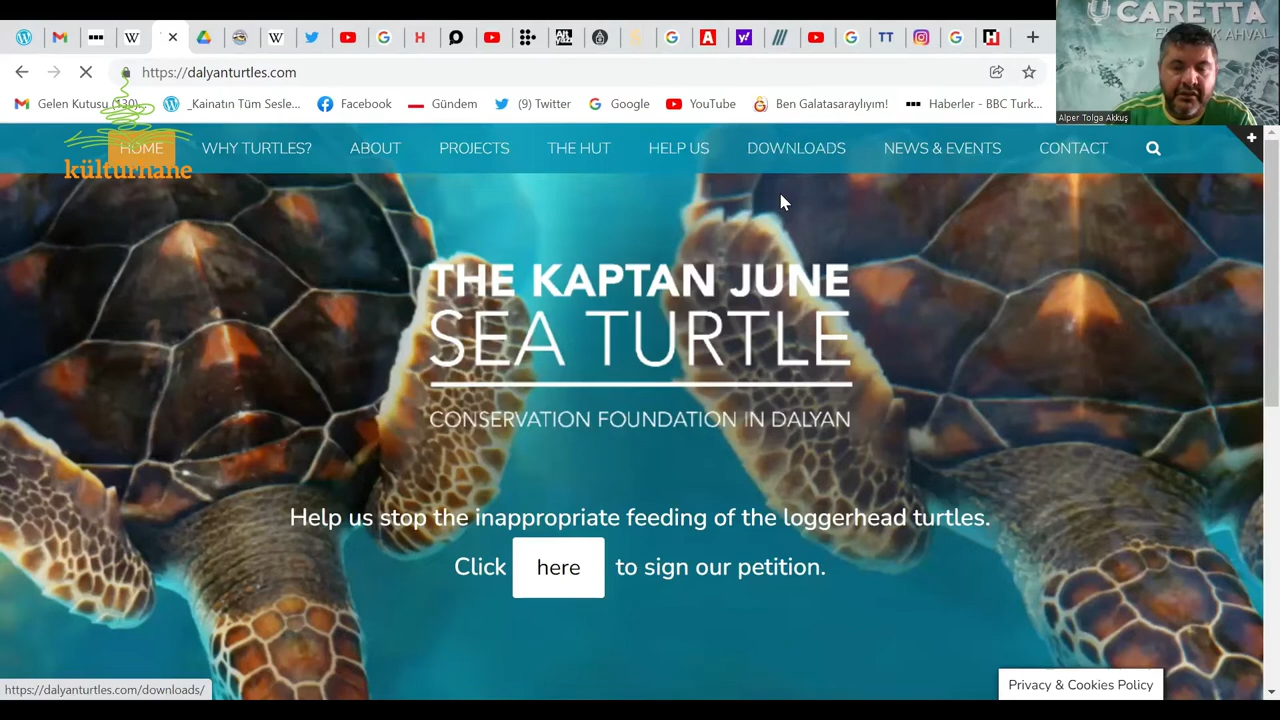 CARETTA
EK AHVAL
Alper Tolga Akkuş
https://dalyanturtles.com
Gelen Kutusu (130)
_Kainatın Tüm Sesle...
Facebook
Gündem
(9) Twitter
Google
YouTube
Ben Galatasaraylıyım!
Haberler - BBC Turk...
HOME
WHY TURTLES?
ABOUT
PROJECTS
THE HUT
HELP US
DOWNLOADS
NEWS & EVENTS
CONTACT
kültürhane
THE KAPTAN JUNE
SEA TURTLE
CONSERVATION FOUNDATION IN DALYAN
Help us stop the inappropriate feeding of the loggerhead turtles.
Click here to sign our petition.
https://dalyanturtles.com/downloads/
Privacy & Cookies Policy